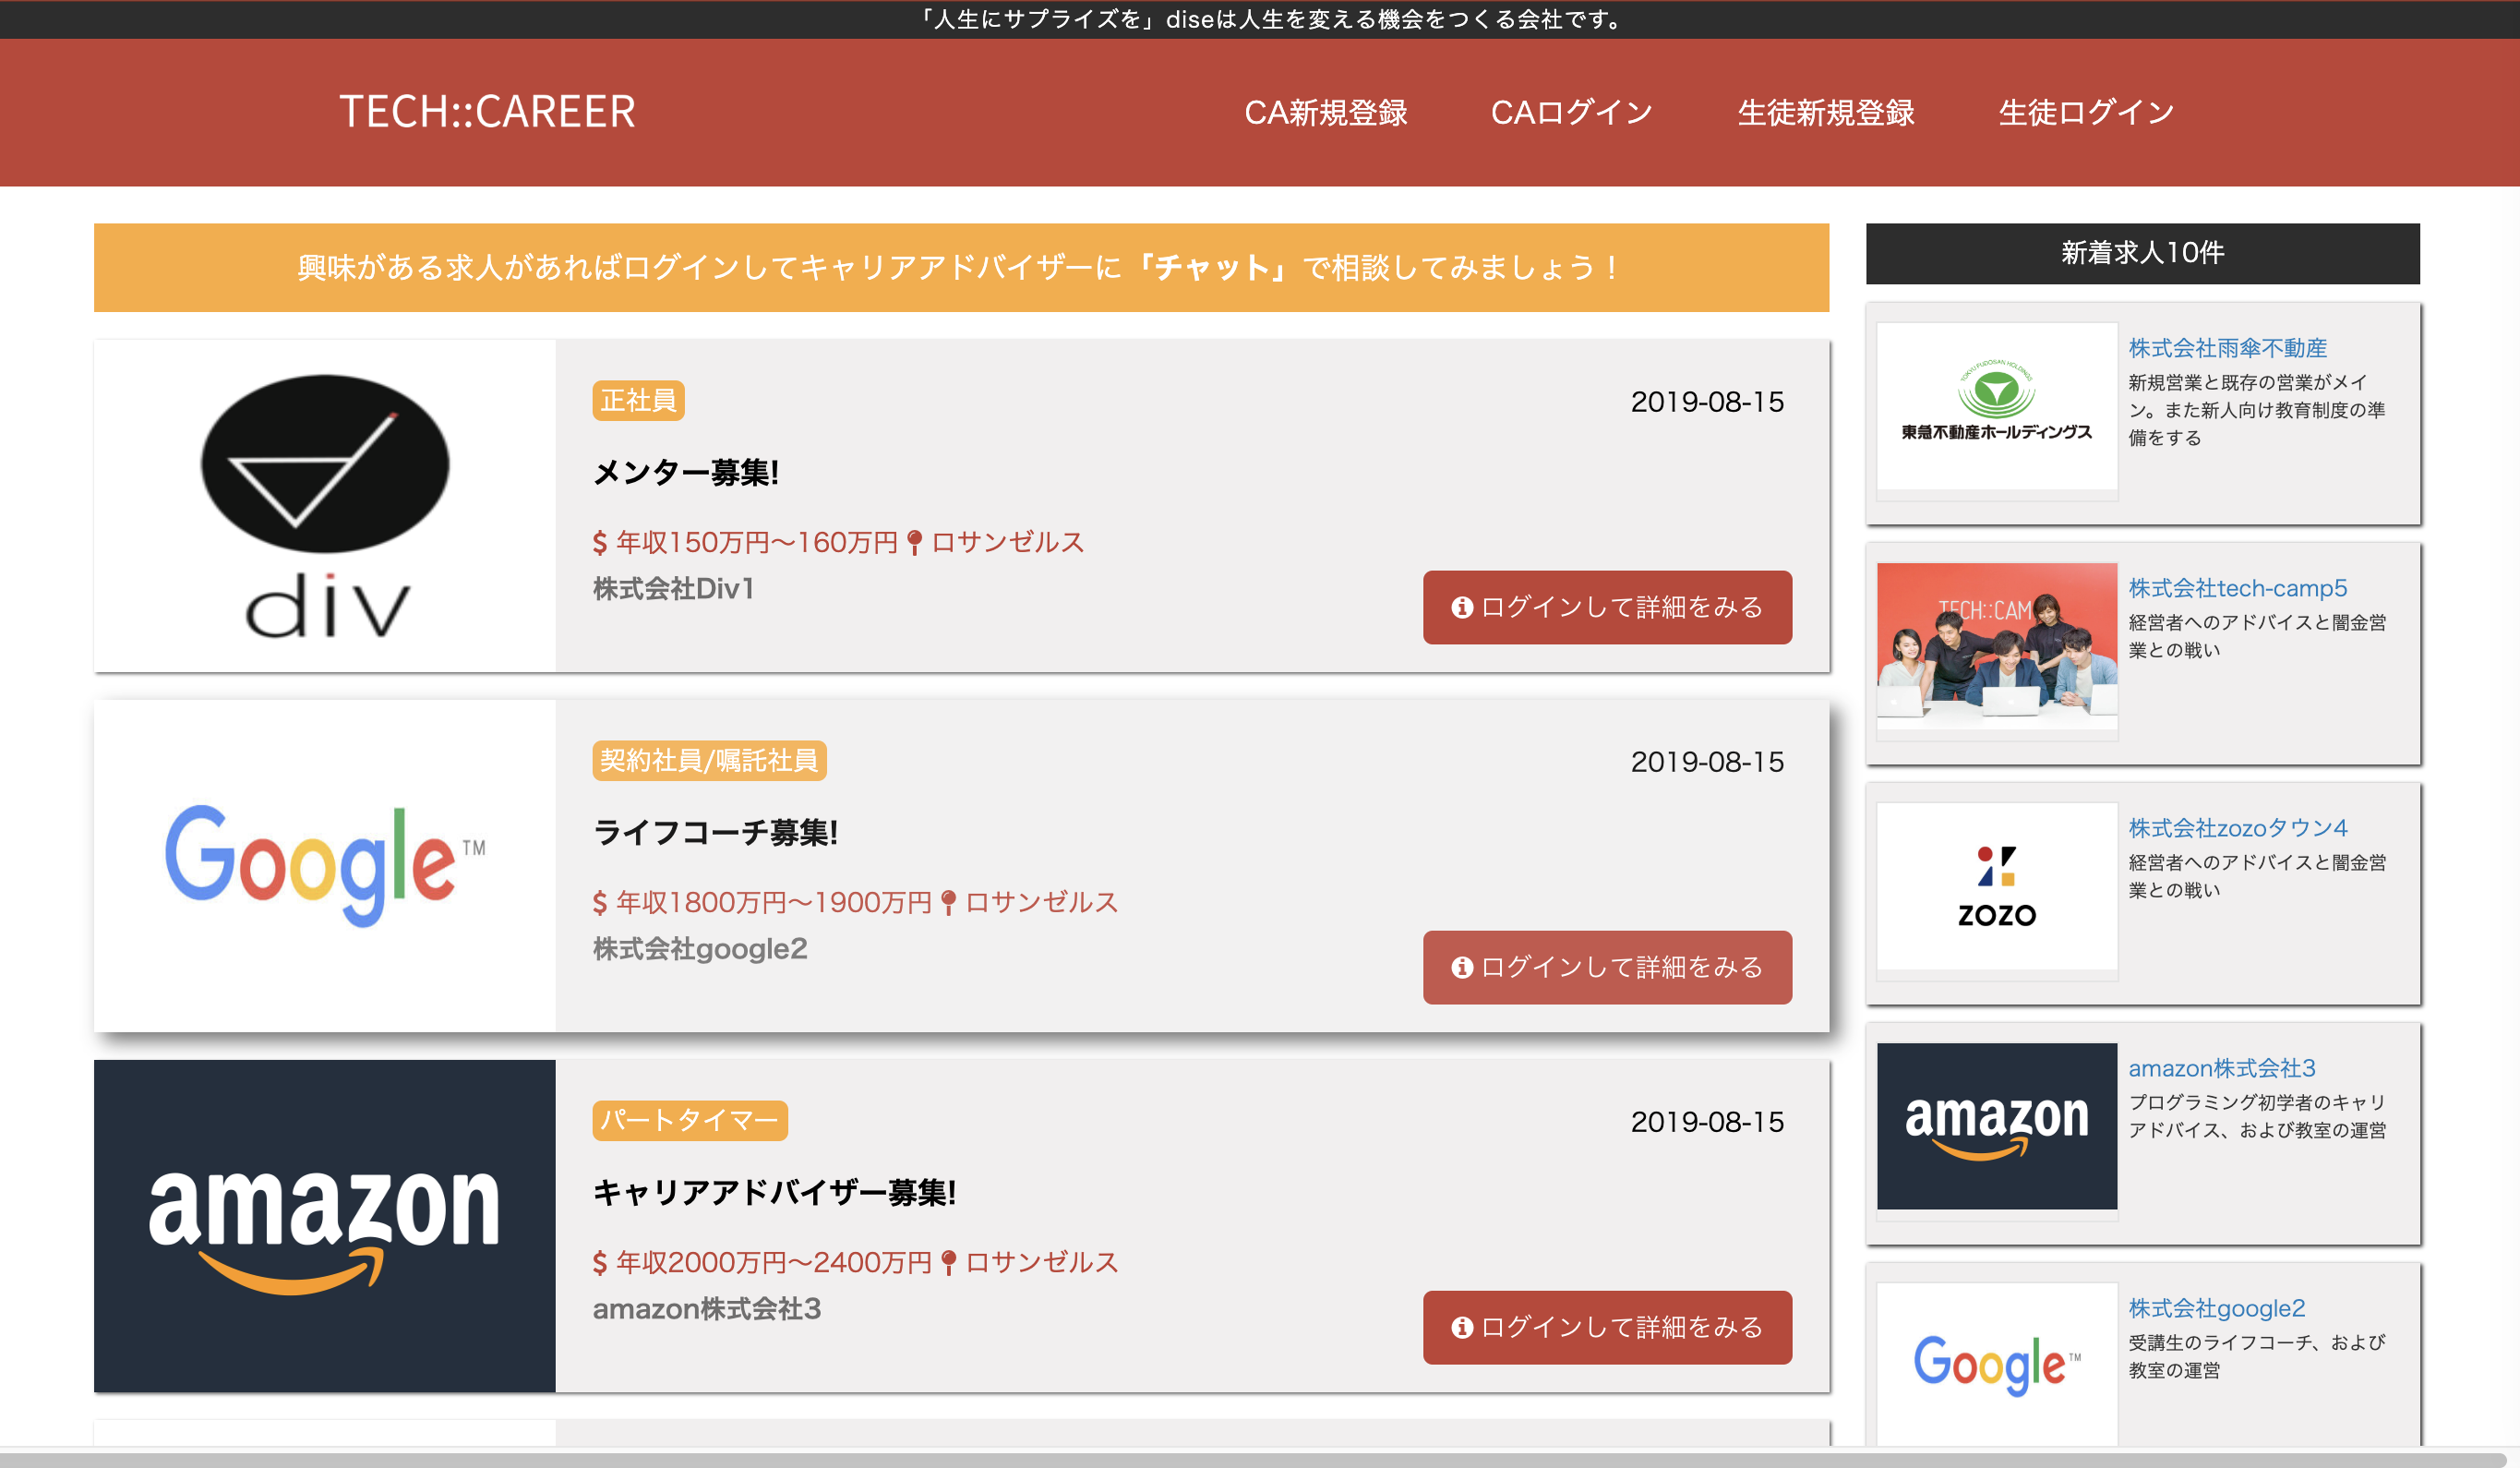 「人生にサプライズを」diseは人生を変える機会をつくる会社です。
TECH::CAREER
CA新規登録
CAログイン
生徒新規登録
生徒ログイン
興味がある求人があればログインしてキャリアアドバイザーに「チャット」で相談してみましょう！
div
正社員
2019-08-15
メンター募集!
年収150万円〜160万円 ロサンゼルス
株式会社Div1
ログインして詳細をみる
Google™
契約社員/嘱託社員
2019-08-15
ライフコーチ募集!
年収1800万円〜1900万円 ロサンゼルス
株式会社google2
ログインして詳細をみる
amazon
パートタイマー
2019-08-15
キャリアアドバイザー募集!
年収2000万円〜2400万円 ロサンゼルス
amazon株式会社3
ログインして詳細をみる
新着求人10件
TOKYU FUDOSAN HOLDINGS
東急不動産ホールディングス
株式会社雨傘不動産
新規営業と既存の営業がメイ
ン。また新人向け教育制度の準
備をする
TECH::CAM
株式会社tech-camp5
経営者へのアドバイスと闇金営
業との戦い
ZOZO
株式会社zozoタウン4
経営者へのアドバイスと闇金営
業との戦い
amazon
amazon株式会社3
プログラミング初学者のキャリ
アドバイス、および教室の運営
Google™
株式会社google2
受講生のライフコーチ、および
教室の運営